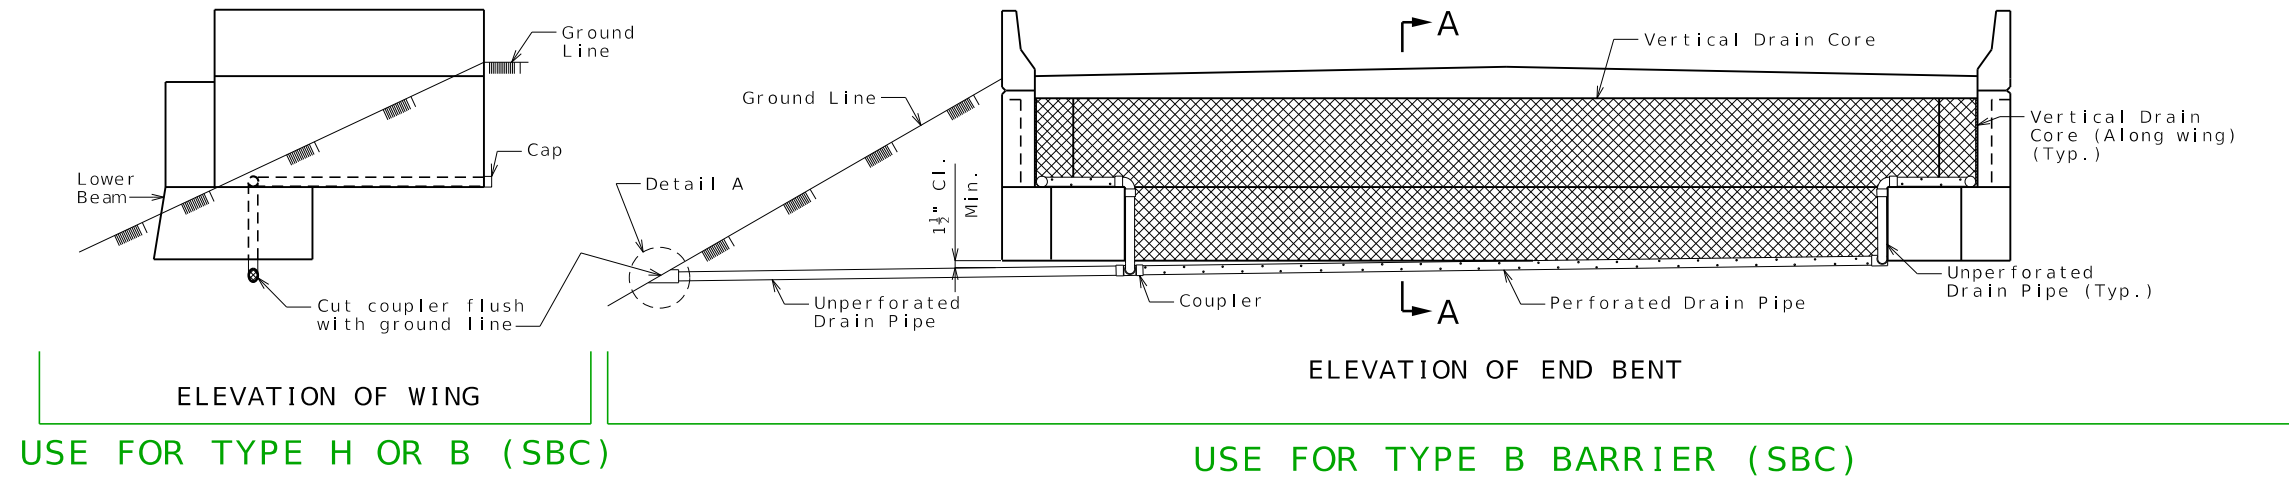 Ground
Line
Cap
Lower
Beam
Cut coupler flush
with ground line
ELEVATION OF WING
USE FOR TYPE H OR B (SBC)
A
Vertical Drain Core
Ground Line
Vertical Drain
Core (Along wing)
(Typ.)
Detail A
1½" Cl.
Min.
Unperforated
Drain Pipe
Coupler
Perforated Drain Pipe
Unperforated
Drain Pipe (Typ.)
A
ELEVATION OF END BENT
USE FOR TYPE B BARRIER (SBC)